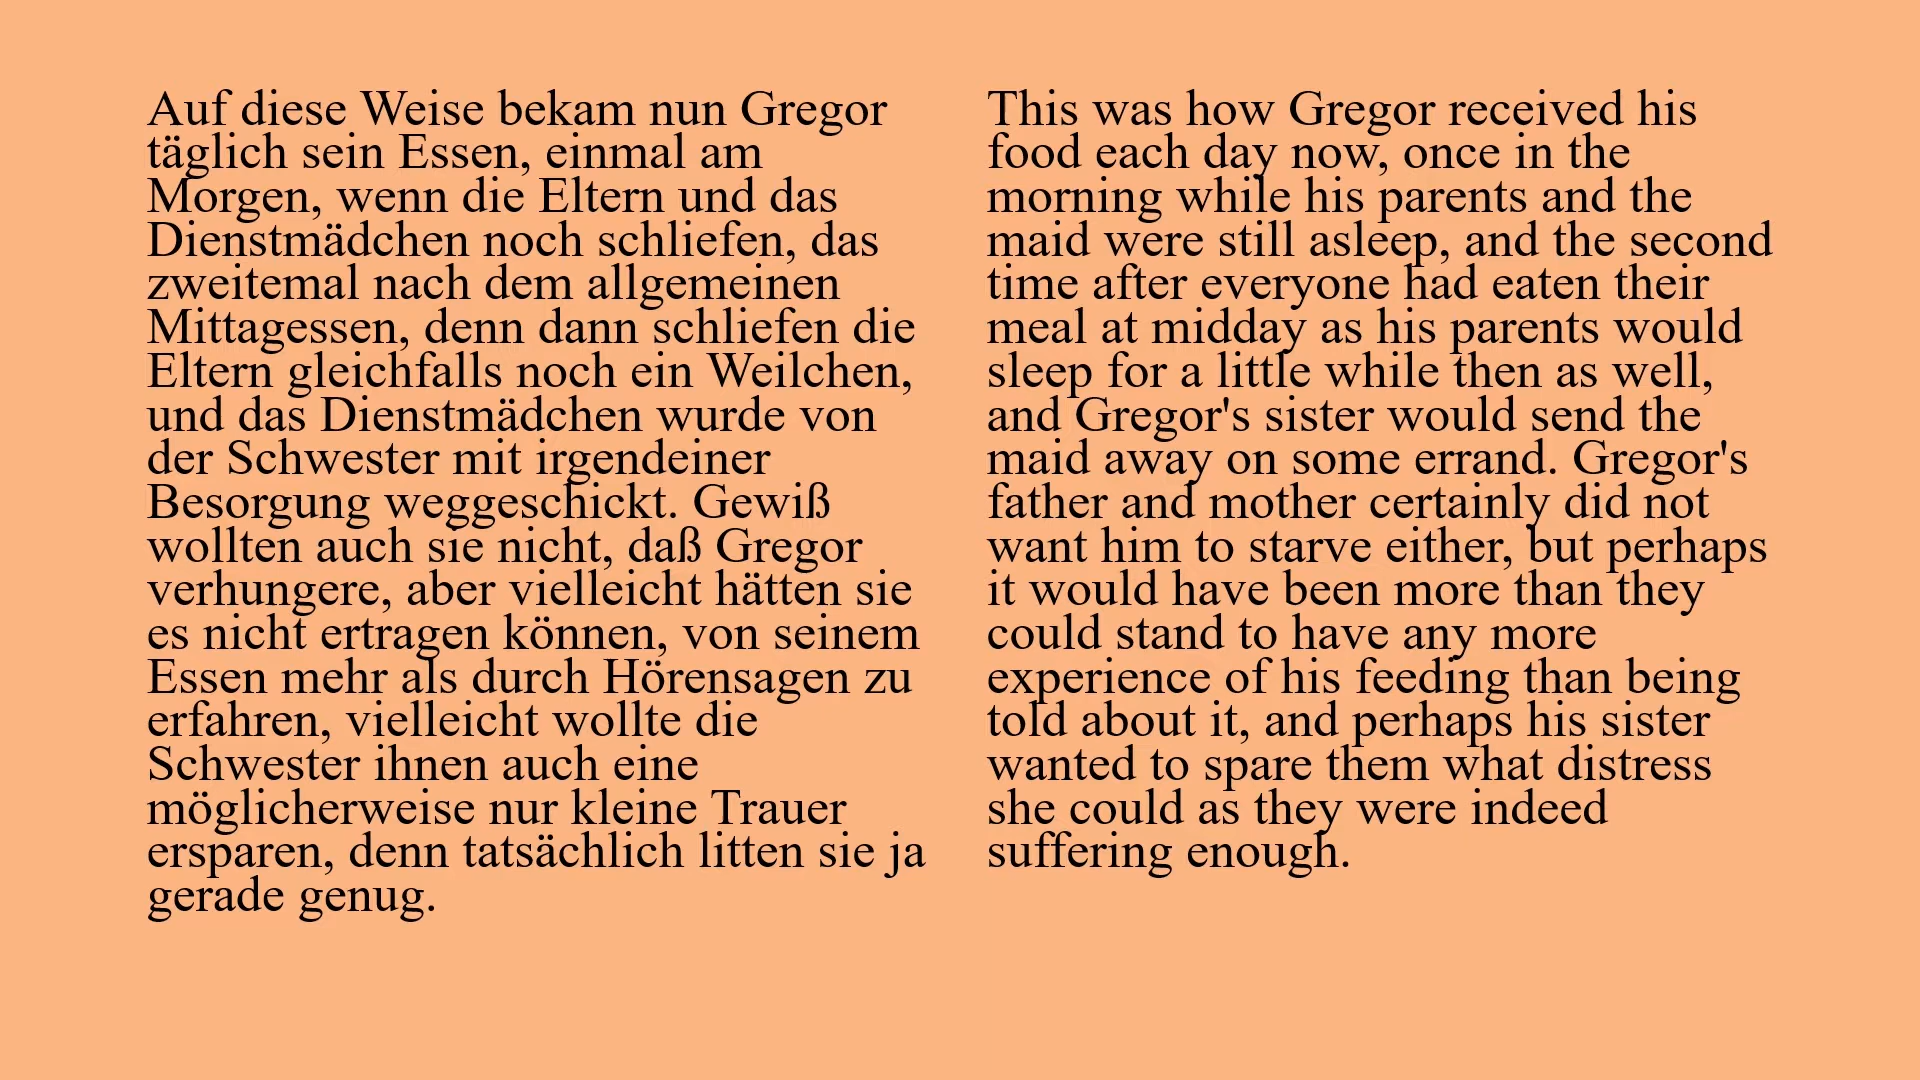 Auf diese Weise bekam nun Gregor
täglich sein Essen, einmal am
Morgen, wenn die Eltern und das
Dienstmädchen noch schliefen, das
zweitemal nach dem allgemeinen
Mittagessen, denn dann schliefen die
Eltern gleichfalls noch ein Weilchen,
und das Dienstmädchen wurde von
der Schwester mit irgendeiner
Besorgung weggeschickt. Gewiß
wollten auch sie nicht, daß Gregor
verhungere, aber vielleicht hätten sie
es nicht ertragen können, von seinem
Essen mehr als durch Hörensagen zu
erfahren, vielleicht wollte die
Schwester ihnen auch eine
möglicherweise nur kleine Trauer
ersparen, denn tatsächlich litten sie ja
gerade genug.
This was how Gregor received his
food each day now, once in the
morning while his parents and the
maid were still asleep, and the second
time after everyone had eaten their
meal at midday as his parents would
sleep for a little while then as well,
and Gregor's sister would send the
maid away on some errand. Gregor's
father and mother certainly did not
want him to starve either, but perhaps
it would have been more than they
could stand to have any more
experience of his feeding than being
told about it, and perhaps his sister
wanted to spare them what distress
she could as they were indeed
suffering enough.